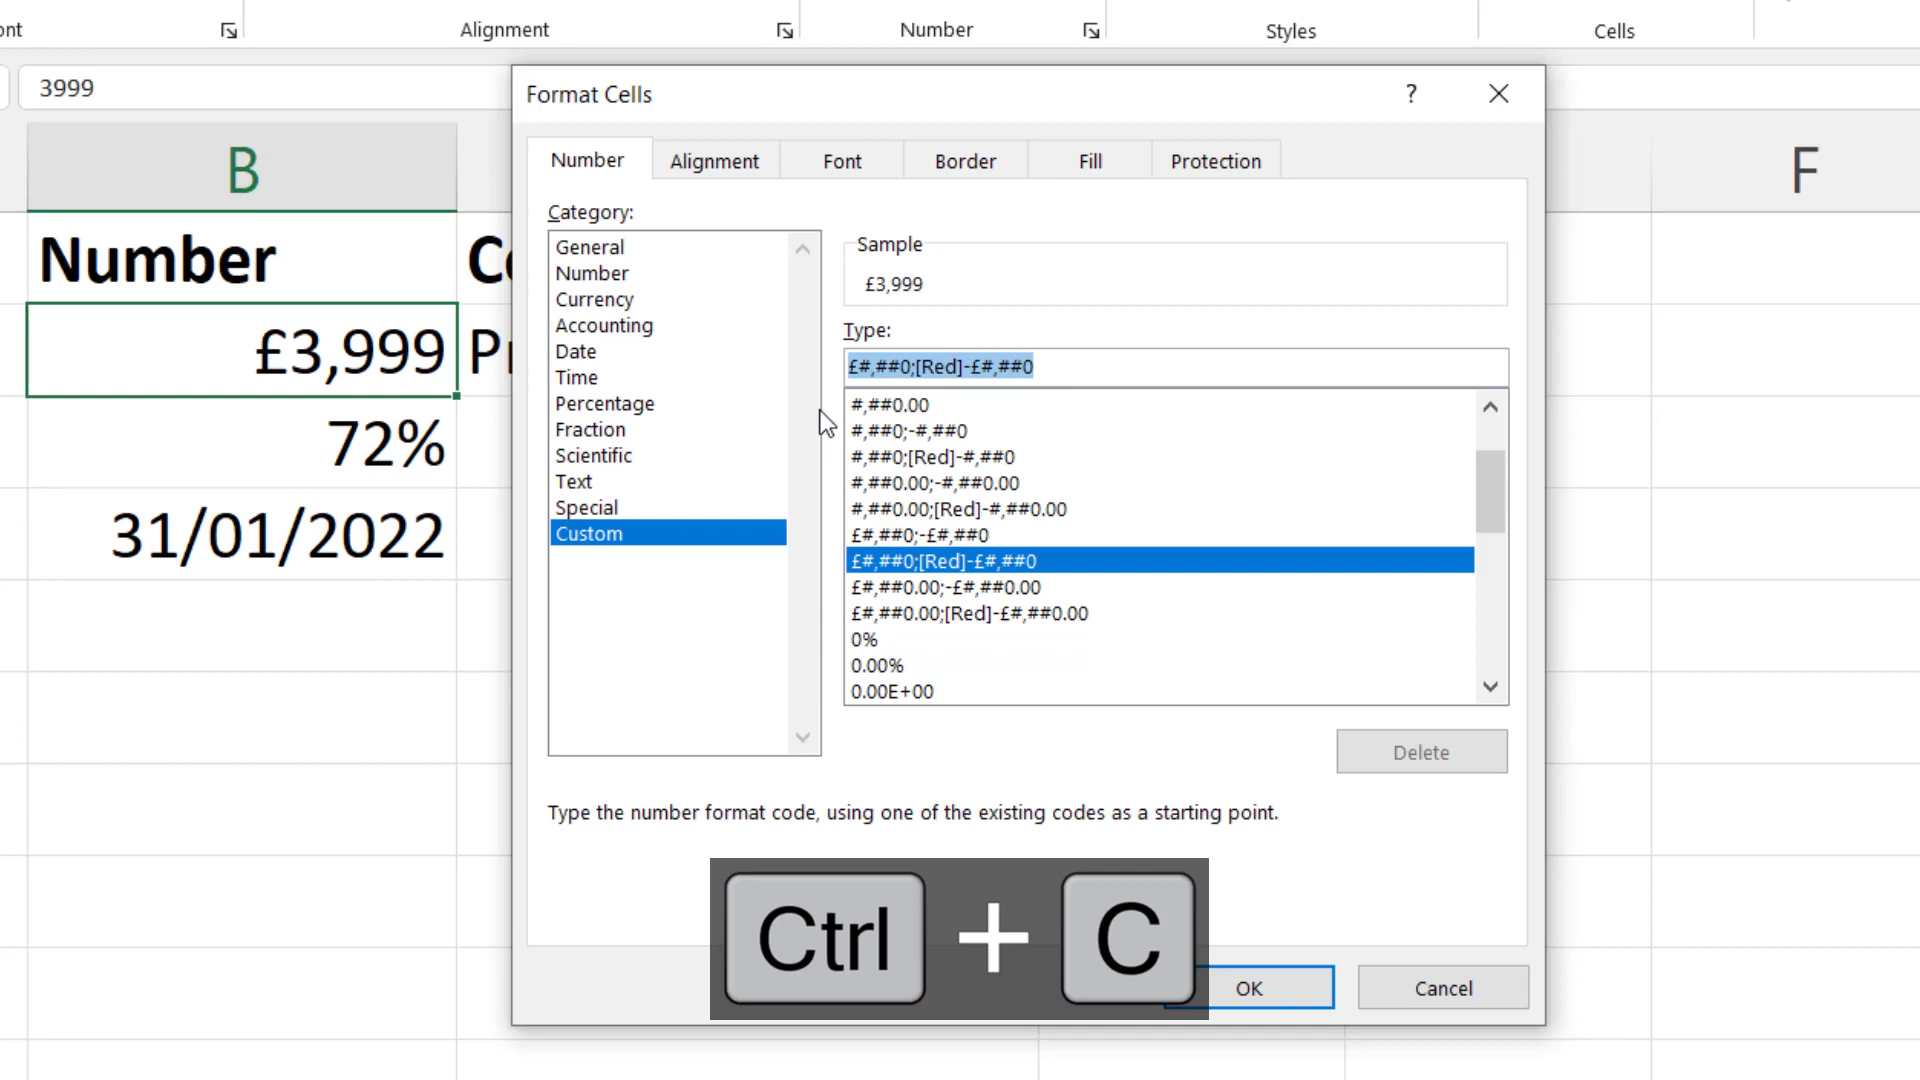 ont
Alignment
Number
Styles
Cells
3999
Format Cells
?
B
F
Number
Alignment
Font
Border
Fill
Protection
Number
£3,999
72%
31/01/2022
Category:
General
Number
Currency
Accounting
Date
Time
Percentage
Fraction
Scientific
Text
Special
Custom
Sample
£3,999
Type:
£#,##0;[Red]-£#,##0
#,##0.00
#,##0;-#,##0
#,##0;[Red]-#,##0
#,##0.00;-#,##0.00
#,##0.00;[Red]-#,##0.00
£#,##0;-£#,##0
£#,##0;[Red]-£#,##0
£#,##0.00;-£#,##0.00
£#,##0.00;[Red]-£#,##0.00
0%
0.00%
0.00E+00
Delete
Type the number format code, using one of the existing codes as a starting point.
Ctrl + C
OK
Cancel